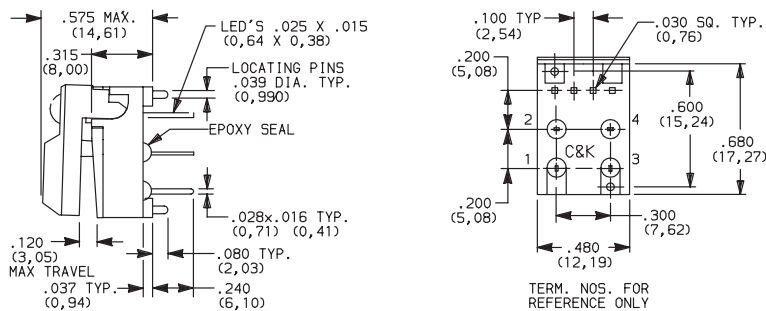 .575 MAX.
(14,61)
.315
(8,00)
LED'S .025 X .015
(0,64 X 0,38)
LOCATING PINS
.039 DIA. TYP.
(0,990)
EPOXY SEAL
.028x.016 TYP.
(0,71) (0,41)
.120
(3,05)
MAX TRAVEL
.080 TYP.
(2,03)
.037 TYP.
(0,94)
.240
(6,10)
.100 TYP
(2,54)
.030 SQ. TYP.
(0,76)
.200
(5,08)
.600
(15,24)
.680
(17,27)
2
4
C&K
1
3
.200
(5,08)
.300
(7,62)
.480
(12,19)
TERM. NOS. FOR
REFERENCE ONLY